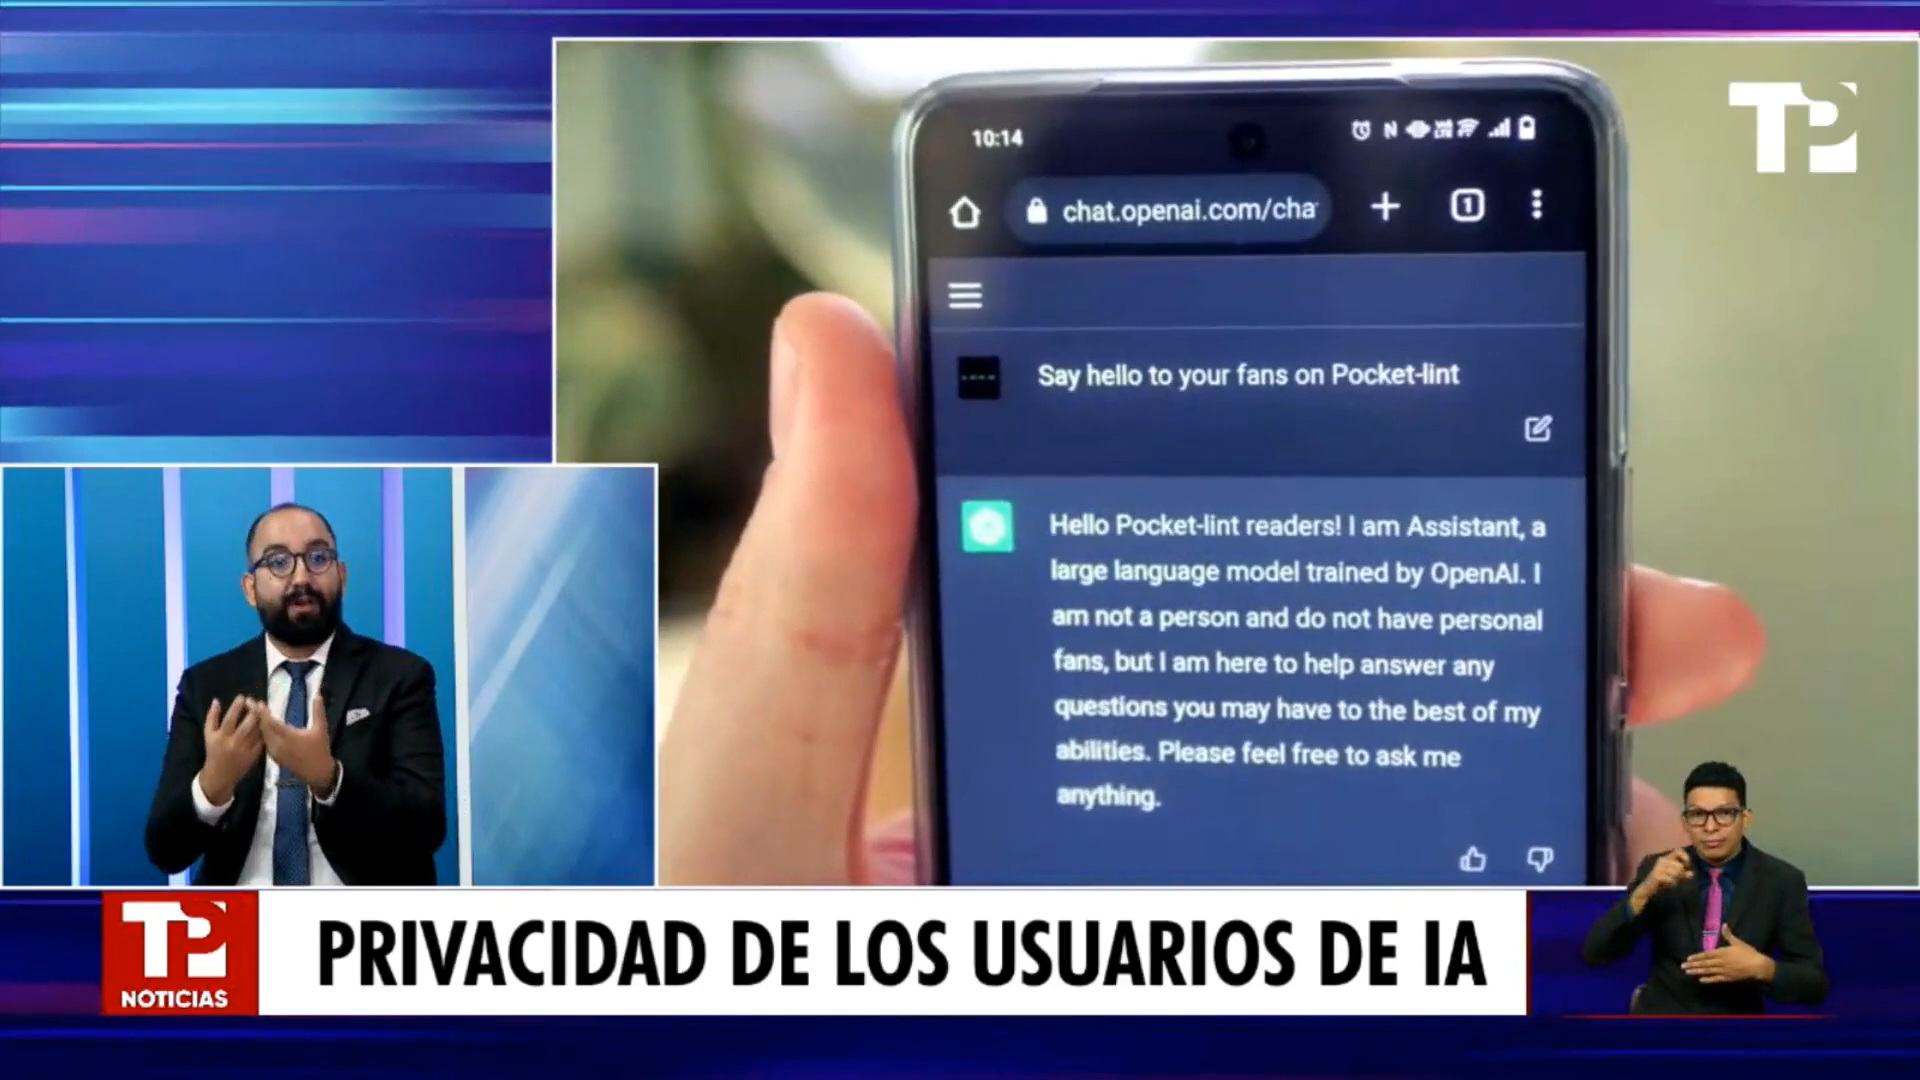 TP
10:14
chat.openai.com/cha
1
Say hello to your fans on Pocket-lint
Hello Pocket-lint readers! I am Assistant, a
large language model trained by OpenAI. I
am not a person and do not have personal
fans, but I am here to help answer any
questions you may have to the best of my
abilities. Please feel free to ask me
anything.
TP
NOTICIAS
PRIVACIDAD DE LOS USUARIOS DE IA